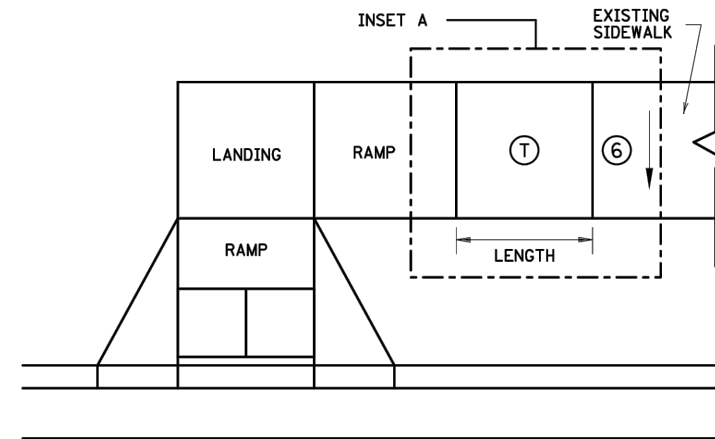 INSET A
EXISTING
SIDEWALK
LANDING
RAMP
T
6
RAMP
LENGTH